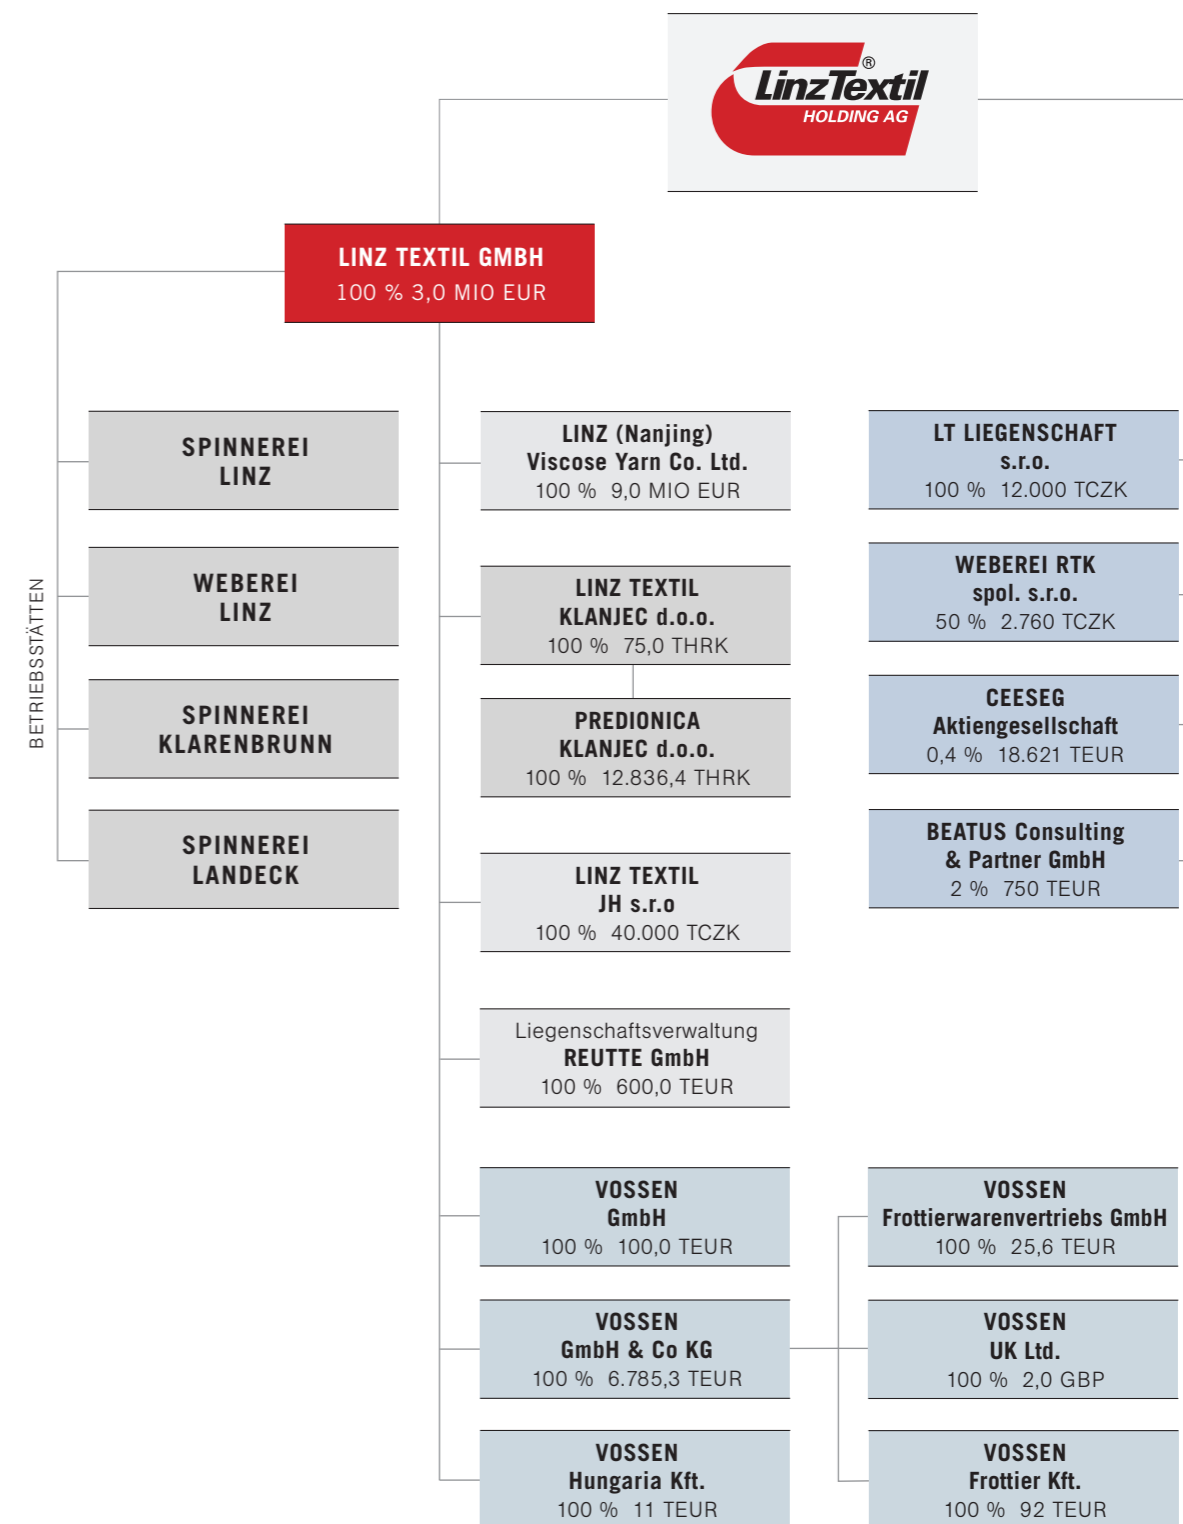 LinzTextil®
HOLDING AG
LINZ TEXTIL GMBH
100 % 3,0 MIO EUR
BETRIEBSSTÄTTEN
SPINNEREI
LINZ
WEBEREI
LINZ
SPINNEREI
KLARENBRUNN
SPINNEREI
LANDECK
LINZ (Nanjing)
Viscose Yarn Co. Ltd.
100 % 9,0 MIO EUR
LINZ TEXTIL
KLANJEC d.o.o.
100 % 75,0 THRK
PREDIONICA
KLANJEC d.o.o.
100 % 12.836,4 THRK
LINZ TEXTIL
JH s.r.o
100 % 40.000 TCZK
Liegenschaftsverwaltung
REUTTE GmbH
100 % 600,0 TEUR
VOSSEN
GmbH
100 % 100,0 TEUR
VOSSEN
GmbH & Co KG
100 % 6.785,3 TEUR
VOSSEN
Hungaria Kft.
100 % 11 TEUR
LT LIEGENSCHAFT
s.r.o.
100 % 12.000 TCZK
WEBEREI RTK
spol. s.r.o.
50 % 2.760 TCZK
CEESEG
Aktiengesellschaft
0,4 % 18.621 TEUR
BEATUS Consulting
& Partner GmbH
2 % 750 TEUR
VOSSEN
Frottierwarenvertriebs GmbH
100 % 25,6 TEUR
VOSSEN
UK Ltd.
100 % 2,0 GBP
VOSSEN
Frottier Kft.
100 % 92 TEUR